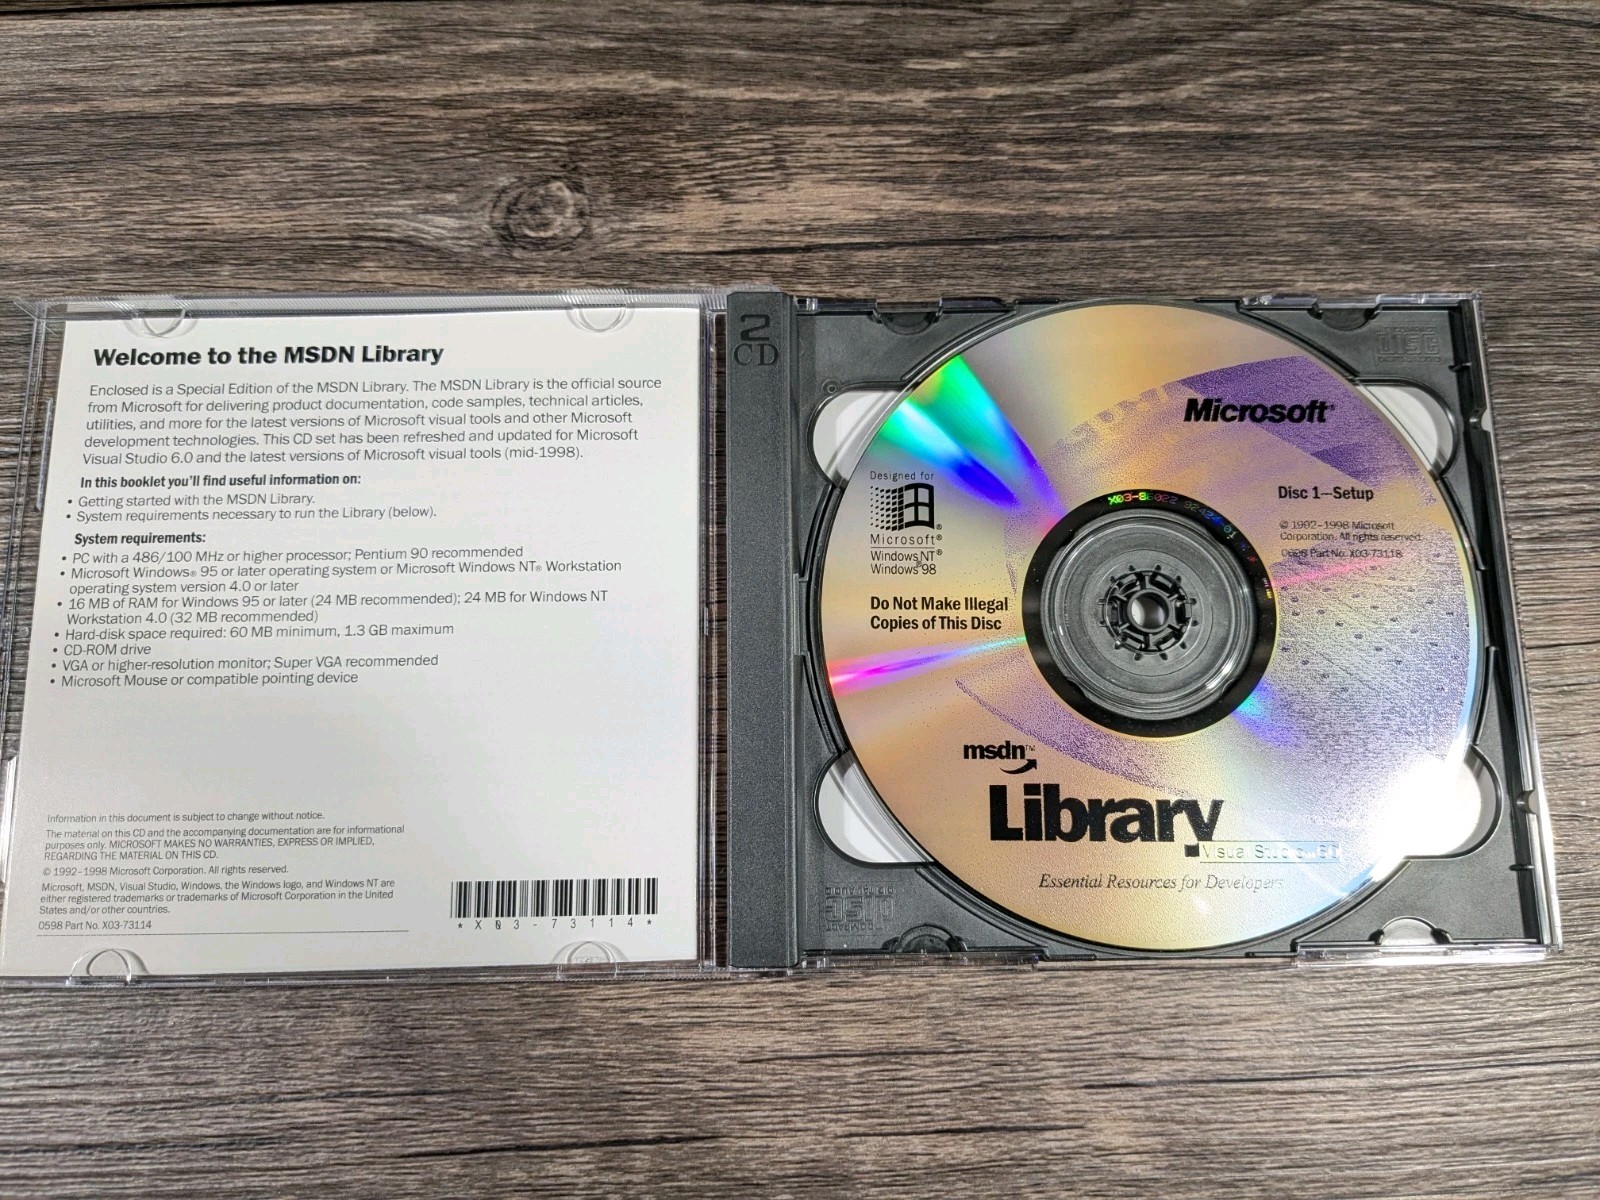 Welcome to the MSDN Library
Enclosed is a Special Edition of the MSDN Library. The MSDN Library is the official source
from Microsoft for delivering product documentation, code samples, technical articles,
utilities, and more for the latest versions of Microsoft visual tools and other Microsoft
development technologies. This CD set has been refreshed and updated for Microsoft
Visual Studio 6.0 and the latest versions of Microsoft visual tools (mid-1998).
In this booklet you'll find useful information on:
• Getting started with the MSDN Library.
• System requirements necessary to run the Library (below).
System requirements:
• PC with a 486/100 MHz or higher processor; Pentium 90 recommended
• Microsoft Windows® 95 or later operating system or Microsoft Windows NT® Workstation
operating system version 4.0 or later
• 16 MB of RAM for Windows 95 or later (24 MB recommended); 24 MB for Windows NT
Workstation 4.0 (32 MB recommended)
• Hard-disk space required: 60 MB minimum, 1.3 GB maximum
• CD-ROM drive
• VGA or higher-resolution monitor; Super VGA recommended
• Microsoft Mouse or compatible pointing device
Information in this document is subject to change without notice.
The material on this CD and the accompanying documentation are for informational
purposes only. MICROSOFT MAKES NO WARRANTIES, EXPRESS OR IMPLIED,
REGARDING THE MATERIAL ON THIS CD.
© 1992–1998 Microsoft Corporation. All rights reserved.
Microsoft, MSDN, Visual Studio, Windows, the Windows logo, and Windows NT are
either registered trademarks or trademarks of Microsoft Corporation in the United
States and/or other countries.
0598 Part No. X03-73114
*X03-73114*
2
CD
Microsoft®
Disc 1—Setup
© 1992–1998 Microsoft
Corporation. All rights reserved.
0598 Part No. X03-73118
Designed for
Microsoft®
Windows NT®
Windows®98
Do Not Make Illegal
Copies of This Disc
msdn™
Library
Visual Studio 6.0
Essential Resources for Developers
DISC
COMPACT
DISC
DIGITAL AUDIO